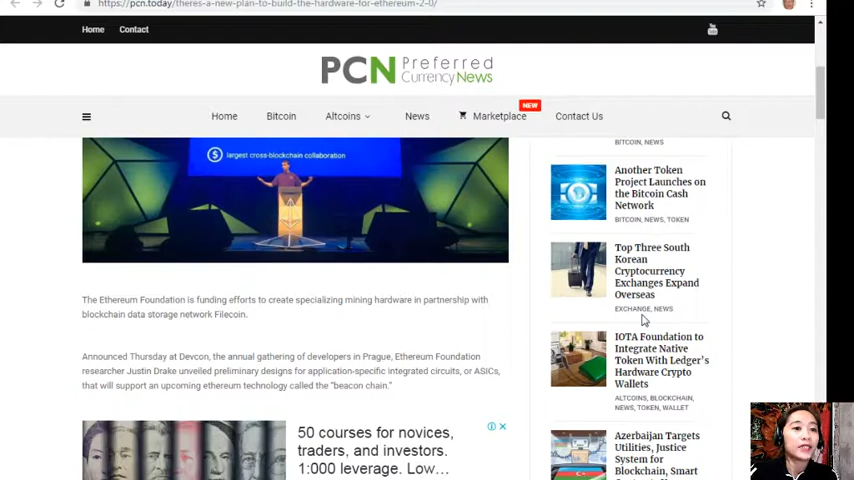 https://pcn.today/theres-a-new-plan-to-build-the-hardware-for-ethereum-2-0/
Home Contact
You
PCN Preferred
Currency News
Home Bitcoin Altcoins News Marketplace NEW Contact Us
$ largest cross-blockchain collaboration
The Ethereum Foundation is funding efforts to create specializing mining hardware in partnership with
blockchain data storage network Filecoin.
Announced Thursday at Devcon, the annual gathering of developers in Prague, Ethereum Foundation
researcher Justin Drake unveiled preliminary designs for application-specific integrated circuits, or ASICs,
that will support an upcoming ethereum technology called the "beacon chain."
50 courses for novices,
traders, and investors.
1:000 leverage. Low...
BITCOIN, NEWS
Another Token
Project Launches on
the Bitcoin Cash
Network
BITCOIN, NEWS, TOKEN
Top Three South
Korean
Cryptocurrency
Exchanges Expand
Overseas
EXCHANGE, NEWS
IOTA Foundation to
Integrate Native
Token With Ledger's
Hardware Crypto
Wallets
ALTCOINS, BLOCKCHAIN,
NEWS, TOKEN, WALLET
Azerbaijan Targets
Utilities, Justice
System for
Blockchain, Smart